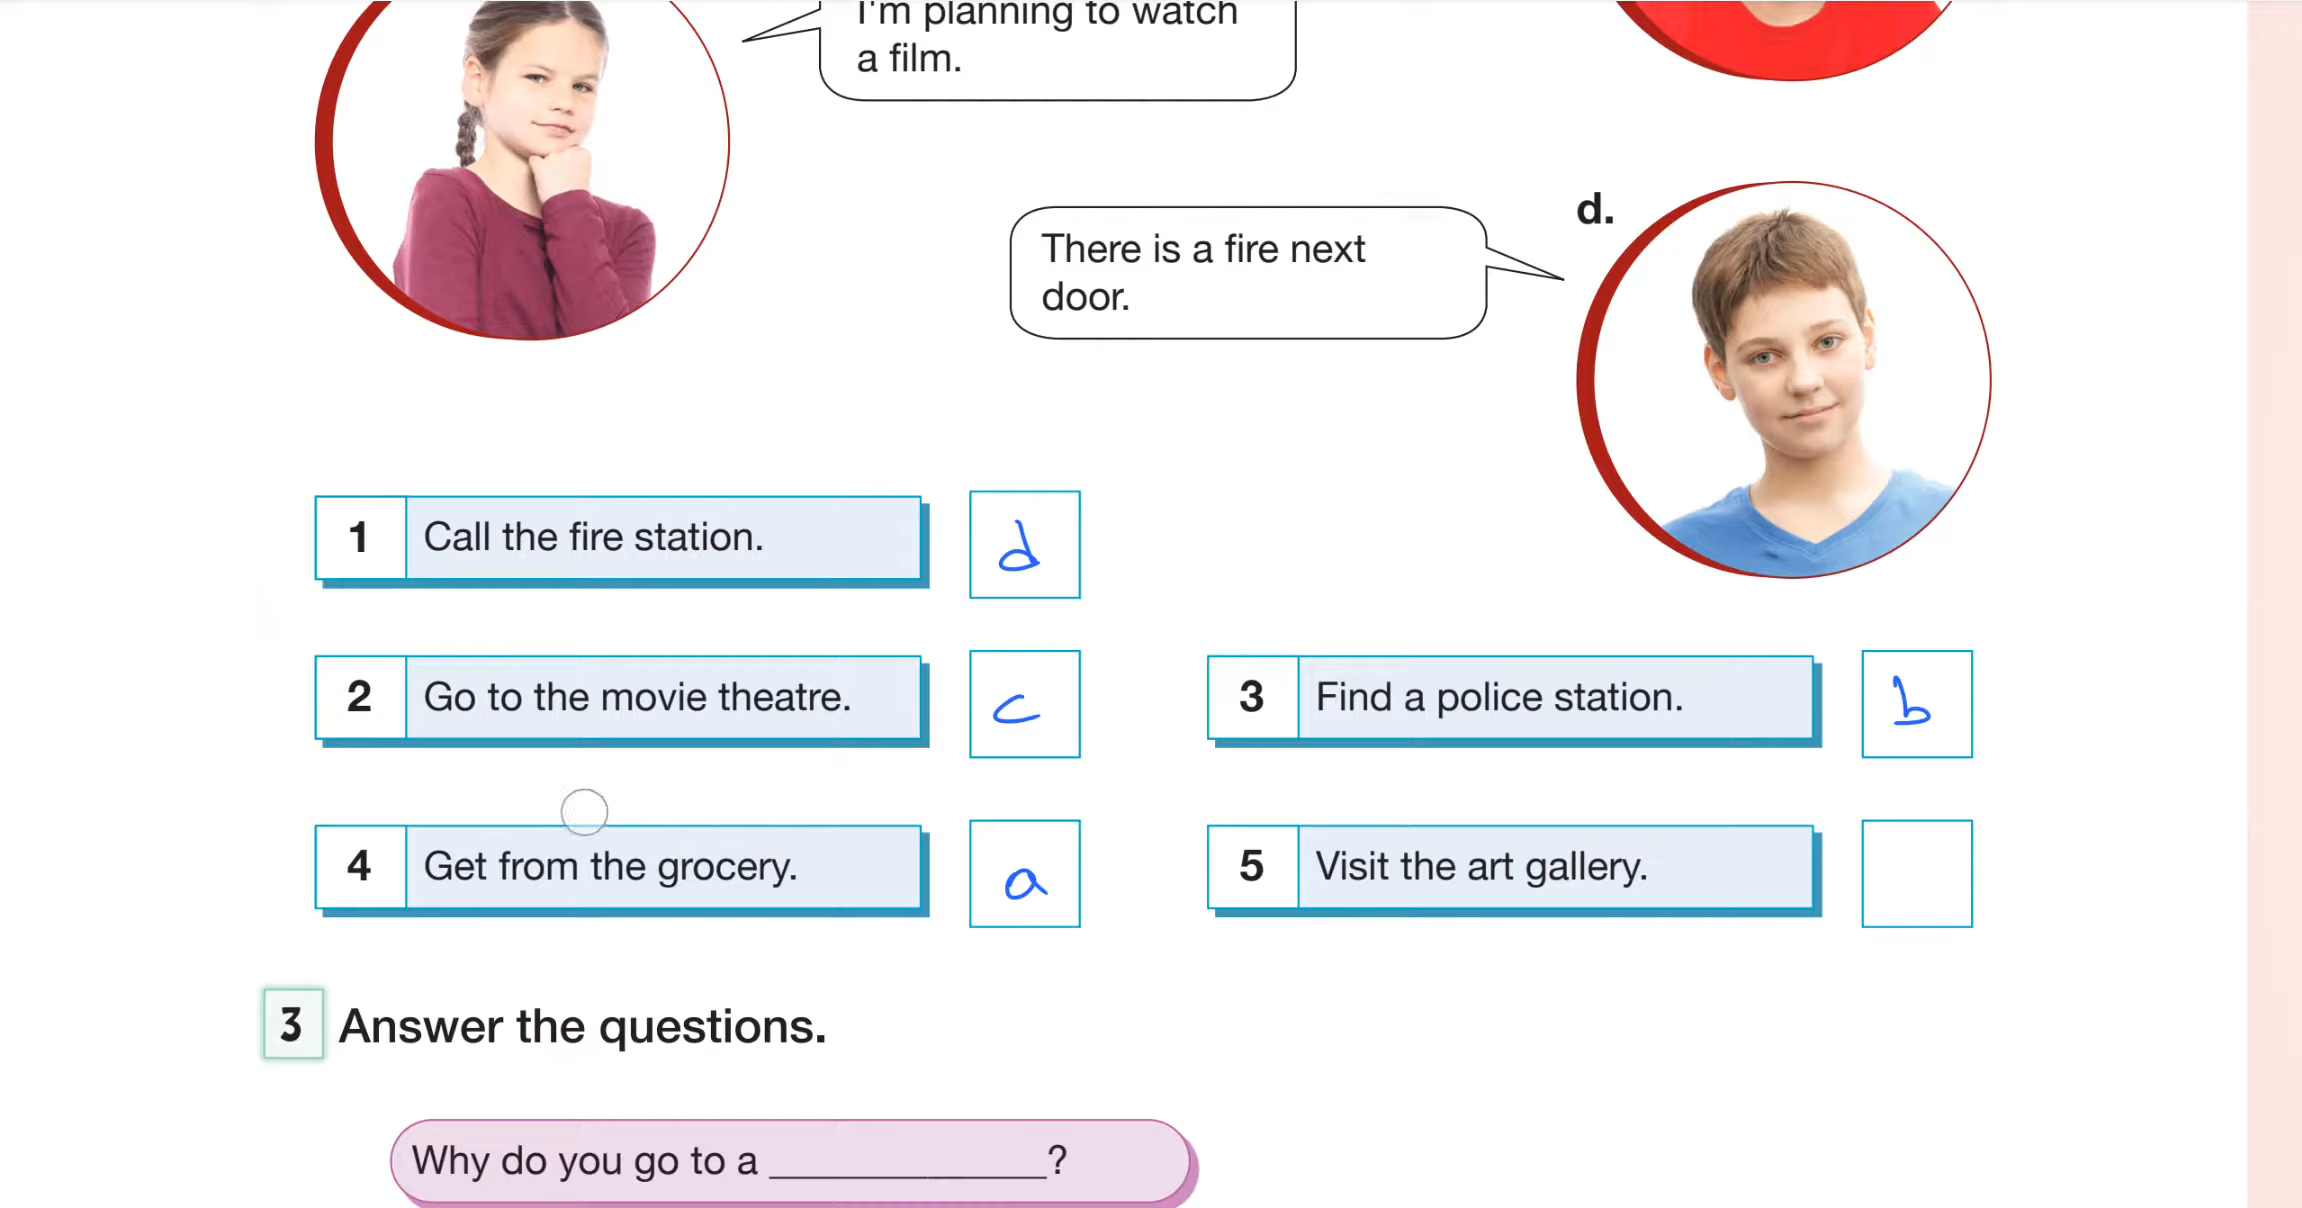 I'm planning to watch
a film.
d.
There is a fire next
door.
1 Call the fire station. d
2 Go to the movie theatre. c
3 Find a police station. b
4 Get from the grocery. a
5 Visit the art gallery.
3 Answer the questions.
Why do you go to a ____________?